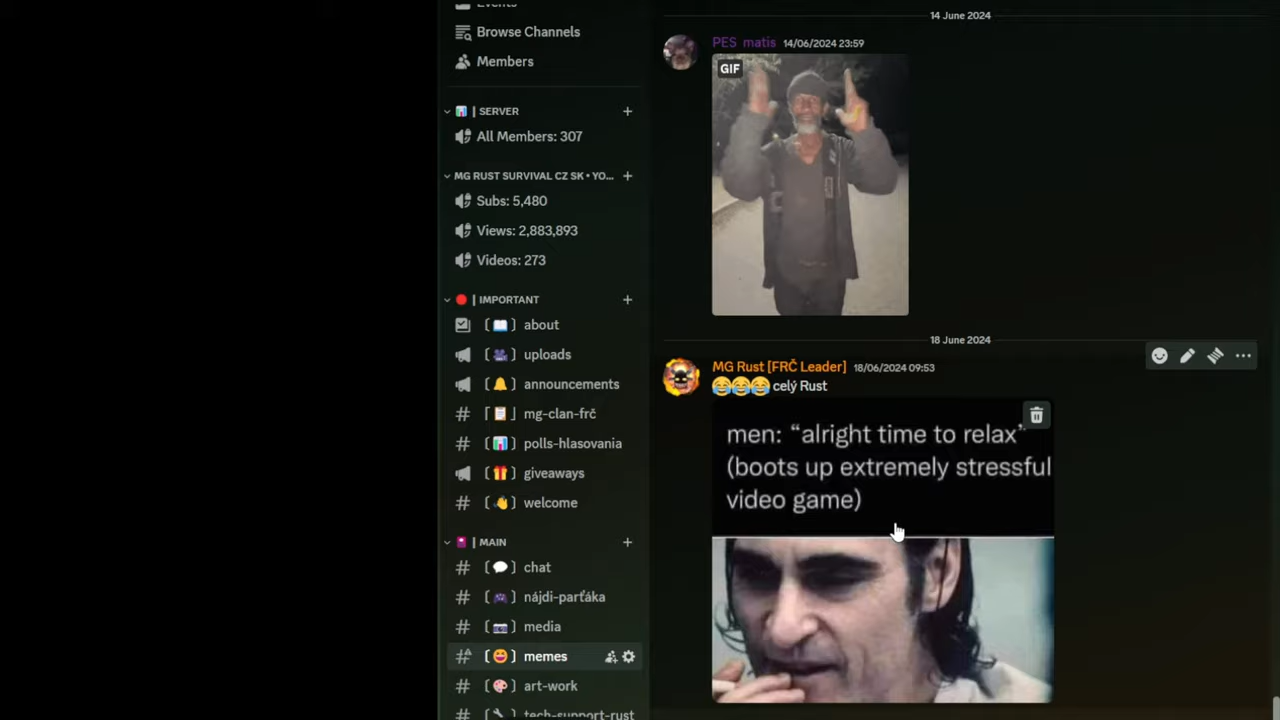 Events
Browse Channels
Members
| SERVER
All Members: 307
MG RUST SURVIVAL CZ SK • YO...
Subs: 5,480
Views: 2,883,893
Videos: 273
| IMPORTANT
about
uploads
announcements
mg-clan-frč
polls-hlasovania
giveaways
welcome
| MAIN
chat
nájdi-parťáka
media
memes
art-work
tech-support-rust
14 June 2024
PES matis 14/06/2024 23:59
GIF
18 June 2024
MG Rust [FRČ Leader] 18/06/2024 09:53
😂😂😂 celý Rust
men: “alright time to relax”
(boots up extremely stressful
video game)